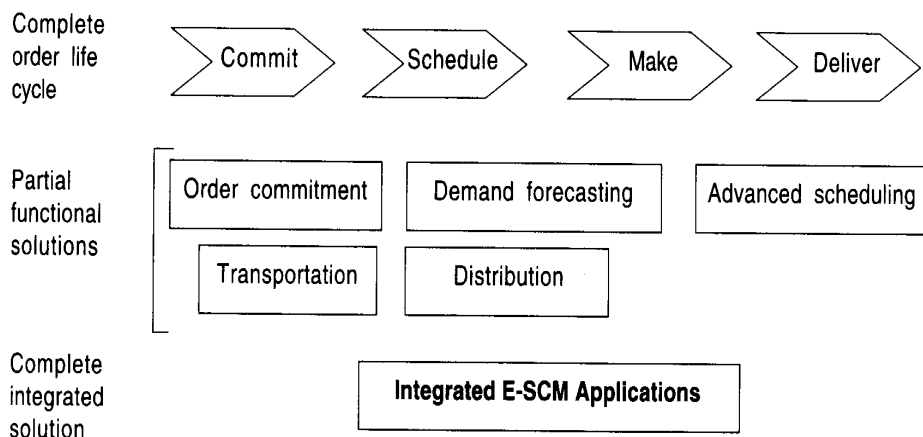 Complete
order life
cycle
Commit
Schedule
Make
Deliver
Partial
functional
solutions
Order commitment
Demand forecasting
Advanced scheduling
Transportation
Distribution
Complete
integrated
solution
Integrated E-SCM Applications